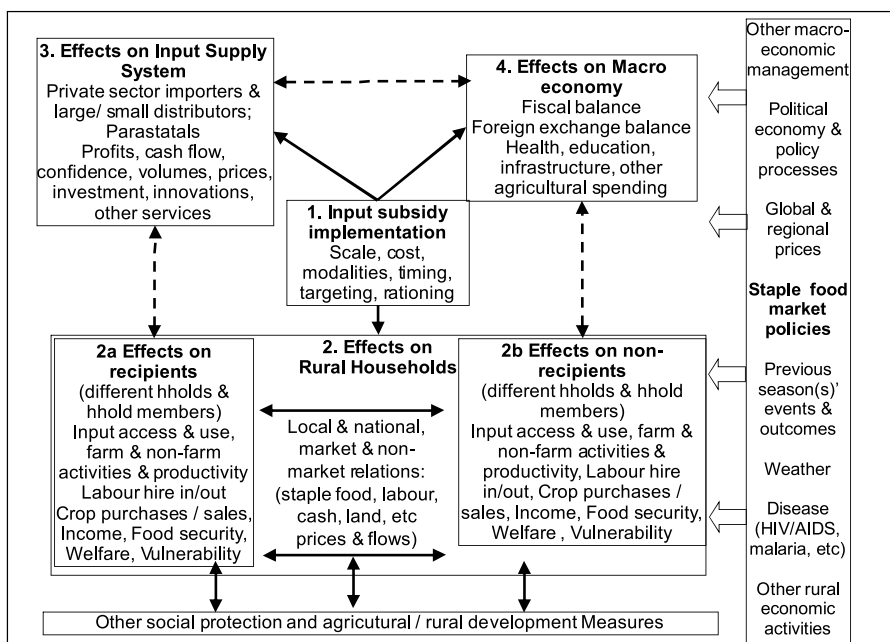 3. Effects on Input Supply
System
Private sector importers &
large/ small distributors;
Parastatals
Profits, cash flow,
confidence, volumes, prices,
investment, innovations,
other services
4. Effects on Macro
economy
Fiscal balance
Foreign exchange balance
Health, education,
infrastructure, other
agricultural spending
1. Input subsidy
implementation
Scale, cost,
modalities, timing,
targeting, rationing
2a Effects on
recipients
(different hholds &
hhold members)
Input access & use, farm
& non-farm
activities & productivity
Labour hire in/out
Crop purchases / sales,
Income, Food security,
Welfare, Vulnerability
2. Effects on
Rural Households
Local & national,
market & non-
market relations:
(staple food, labour,
cash, land, etc
prices & flows)
2b Effects on non-
recipients
(different hholds &
hhold members)
Input access & use, farm &
non-farm activities &
productivity, Labour hire
in/out, Crop purchases /
sales, Income, Food security,
Welfare , Vulnerability
Other social protection and agricutural / rural development Measures
Other macro-
economic
management
Political
economy &
policy
processes
Global &
regional
prices
Staple food
market
policies
Previous
season(s)'
events &
outcomes
Weather
Disease
(HIV/AIDS,
malaria, etc)
Other rural
economic
activities